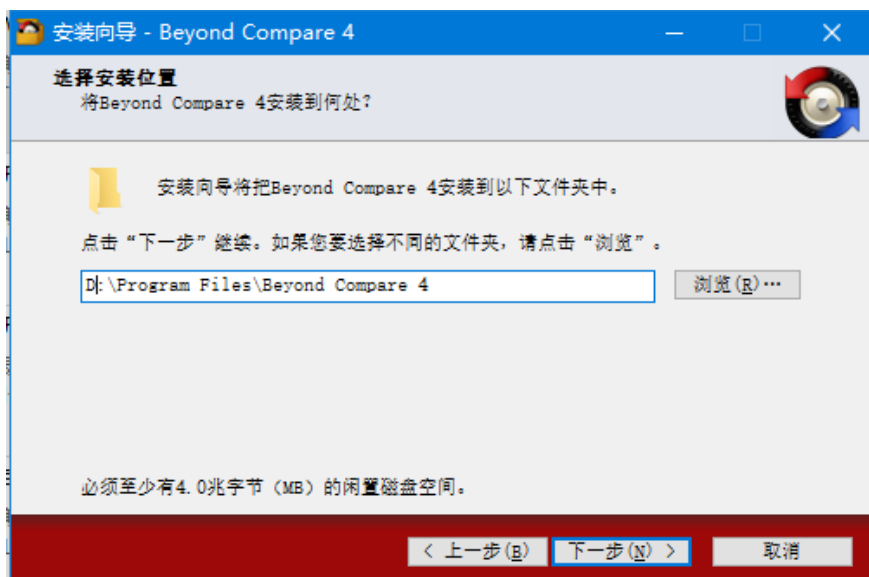 安装向导 - Beyond Compare 4
选择安装位置
将Beyond Compare 4安装到何处?
安装向导将把Beyond Compare 4安装到以下文件夹中。
点击“下一步”继续。如果您要选择不同的文件夹，请点击“浏览”。
D:\Program Files\Beyond Compare 4
浏览(R)…
必须至少有4.0兆字节（MB）的闲置磁盘空间。
< 上一步(B)
下一步(N) >
取消